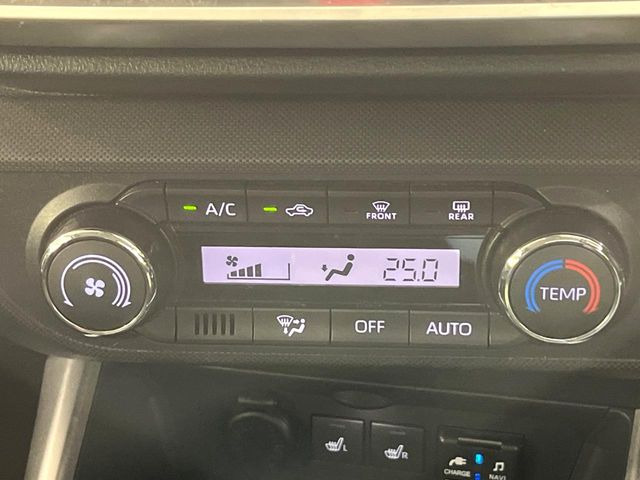 A/C
FRONT
REAR
25.0
TEMP
OFF
AUTO
L
R
CHARGE
NAVI